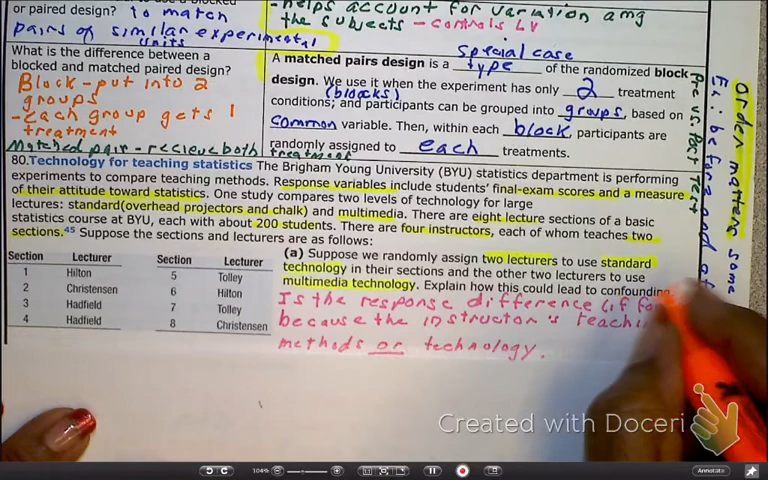 or paired design? to match
pairs of similar experimental
units
-helps account for variation amg
the subjects - controls LV
What is the difference between a
blocked and matched paired design?
Block - put into 2
groups
- each group gets 1
treatment
Matched pair - recieve both treatment
special case
A matched pairs design is a type of the randomized block
design. We use it when the experiment has only 2 treatment
(blocks)
conditions; and participants can be grouped into groups, based on
common variable. Then, within each block, participants are
randomly assigned to each treatments.
Order matters some
Ex: before and
Pre vs. Post Test
80.Technology for teaching statistics The Brigham Young University (BYU) statistics department is performing
experiments to compare teaching methods. Response variables include students' final-exam scores and a measure
of their attitude toward statistics. One study compares two levels of technology for large
lectures: standard(overhead projectors and chalk) and multimedia. There are eight lecture sections of a basic
statistics course at BYU, each with about 200 students. There are four instructors, each of whom teaches two
sections.45 Suppose the sections and lecturers are as follows:
Section Lecturer Section Lecturer
1 Hilton 5 Tolley
2 Christensen 6 Hilton
3 Hadfield 7 Tolley
4 Hadfield 8 Christensen
(a) Suppose we randomly assign two lecturers to use standard
technology in their sections and the other two lecturers to use
multimedia technology. Explain how this could lead to confounding
Is the response difference (if
because the instructor's
methods or technology.
Created with Doceri
104%
Annotate